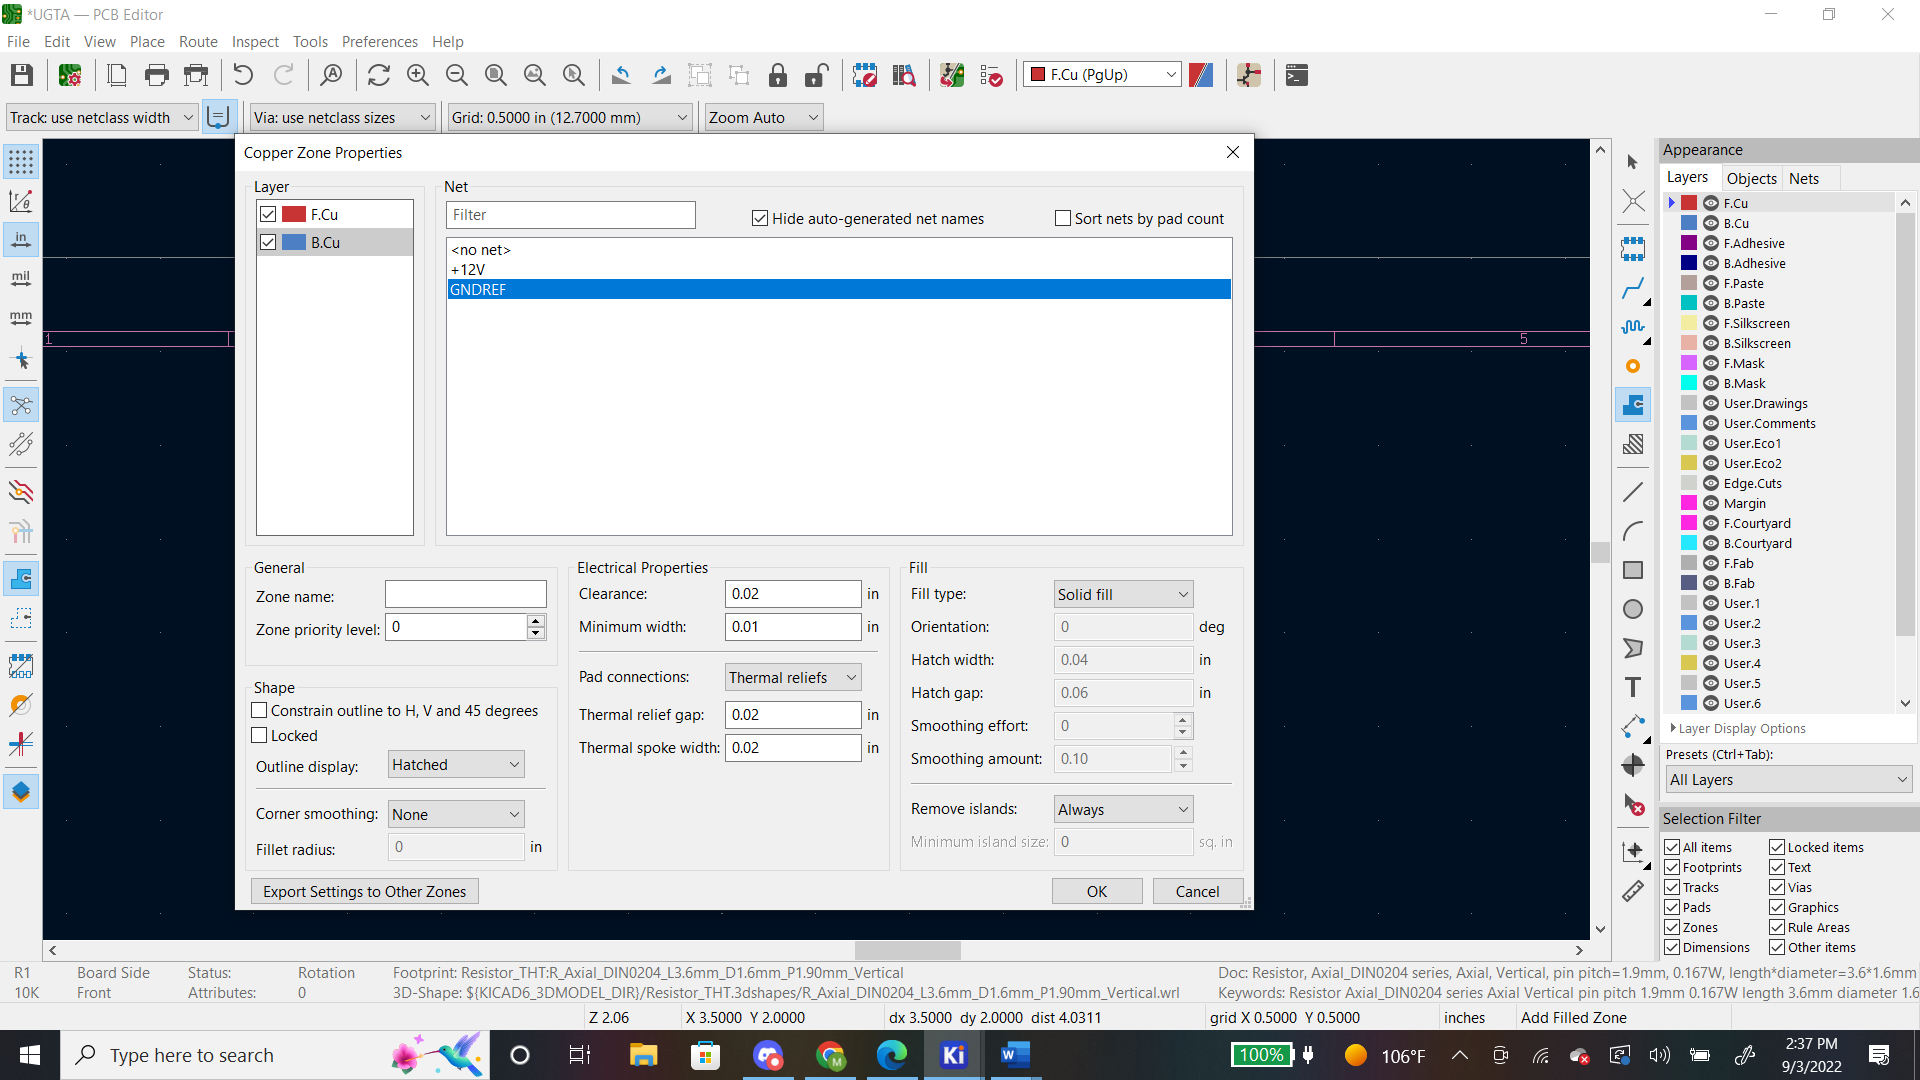 *UGTA — PCB Editor
File Edit View Place Route Inspect Tools Preferences Help
F.Cu (PgUp)
Track: use netclass width Via: use netclass sizes Grid: 0.5000 in (12.7000 mm) Zoom Auto
Copper Zone Properties
Layer
F.Cu
B.Cu
Net
Filter
Hide auto-generated net names
Sort nets by pad count
<no net>
+12V
GNDREF
General
Zone name:
Zone priority level: 0
Shape
Constrain outline to H, V and 45 degrees
Locked
Outline display: Hatched
Corner smoothing: None
Fillet radius: 0 in
Electrical Properties
Clearance: 0.02 in
Minimum width: 0.01 in
Pad connections: Thermal reliefs
Thermal relief gap: 0.02 in
Thermal spoke width: 0.02 in
Fill
Fill type: Solid fill
Orientation: 0 deg
Hatch width: 0.04 in
Hatch gap: 0.06 in
Smoothing effort: 0
Smoothing amount: 0.10
Remove islands: Always
Minimum island size: 0 sq. in
Export Settings to Other Zones
OK
Cancel
in
mil
mm
1
5
Appearance
Layers Objects Nets
F.Cu
B.Cu
F.Adhesive
B.Adhesive
F.Paste
B.Paste
F.Silkscreen
B.Silkscreen
F.Mask
B.Mask
User.Drawings
User.Comments
User.Eco1
User.Eco2
Edge.Cuts
Margin
F.Courtyard
B.Courtyard
F.Fab
B.Fab
User.1
User.2
User.3
User.4
User.5
User.6
Layer Display Options
Presets (Ctrl+Tab):
All Layers
Selection Filter
All items Locked items
Footprints Text
Tracks Vias
Pads Graphics
Zones Rule Areas
Dimensions Other items
R1 Board Side Status: Rotation Footprint: Resistor_THT:R_Axial_DIN0204_L3.6mm_D1.6mm_P1.90mm_Vertical Doc: Resistor, Axial_DIN0204 series, Axial, Vertical, pin pitch=1.9mm, 0.167W, length*diameter=3.6*1.6mm
10K Front Attributes: 0 3D-Shape: ${KICAD6_3DMODEL_DIR}/Resistor_THT.3dshapes/R_Axial_DIN0204_L3.6mm_D1.6mm_P1.90mm_Vertical.wrl Keywords: Resistor Axial_DIN0204 series Axial Vertical pin pitch 1.9mm 0.167W length 3.6mm diameter 1.6
Z 2.06 X 3.5000 Y 2.0000 dx 3.5000 dy 2.0000 dist 4.0311 grid X 0.5000 Y 0.5000 inches Add Filled Zone
Type here to search
Ki
100%
106°F
2:37 PM
9/3/2022